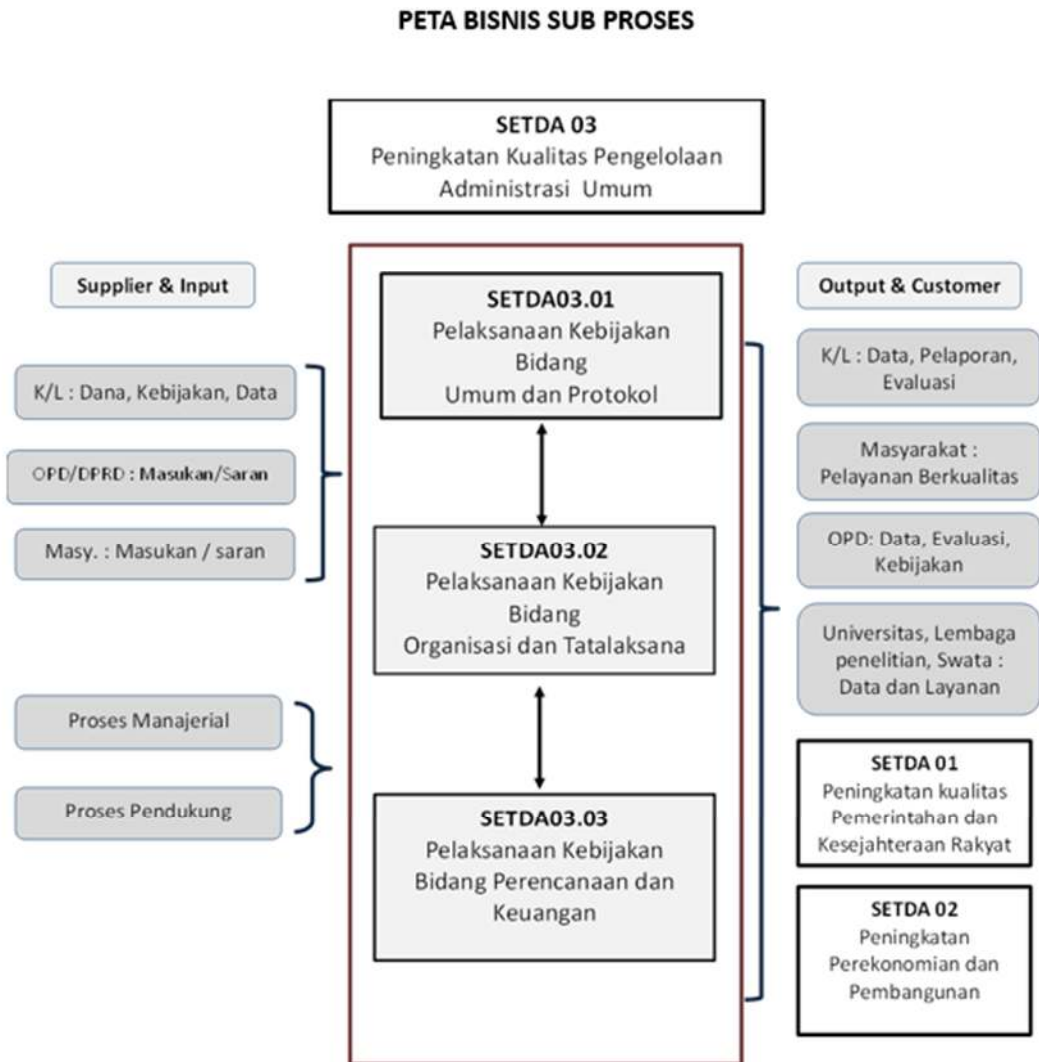 PETA BISNIS SUB PROSES
SETDA 03
Peningkatan Kualitas Pengelolaan
Administrasi Umum
Supplier & Input
K/L : Dana, Kebijakan, Data
OPD/DPRD : Masukan/Saran
Masy. : Masukan / saran
Proses Manajerial
Proses Pendukung
SETDA03.01
Pelaksanaan Kebijakan
Bidang
Umum dan Protokol
SETDA03.02
Pelaksanaan Kebijakan
Bidang
Organisasi dan Tatalaksana
SETDA03.03
Pelaksanaan Kebijakan
Bidang Perencanaan dan
Keuangan
Output & Customer
K/L : Data, Pelaporan,
Evaluasi
Masyarakat :
Pelayanan Berkualitas
OPD: Data, Evaluasi,
Kebijakan
Universitas, Lembaga
penelitian, Swata :
Data dan Layanan
SETDA 01
Peningkatan kualitas
Pemerintahan dan
Kesejahteraan Rakyat
SETDA 02
Peningkatan
Perekonomian dan
Pembangunan